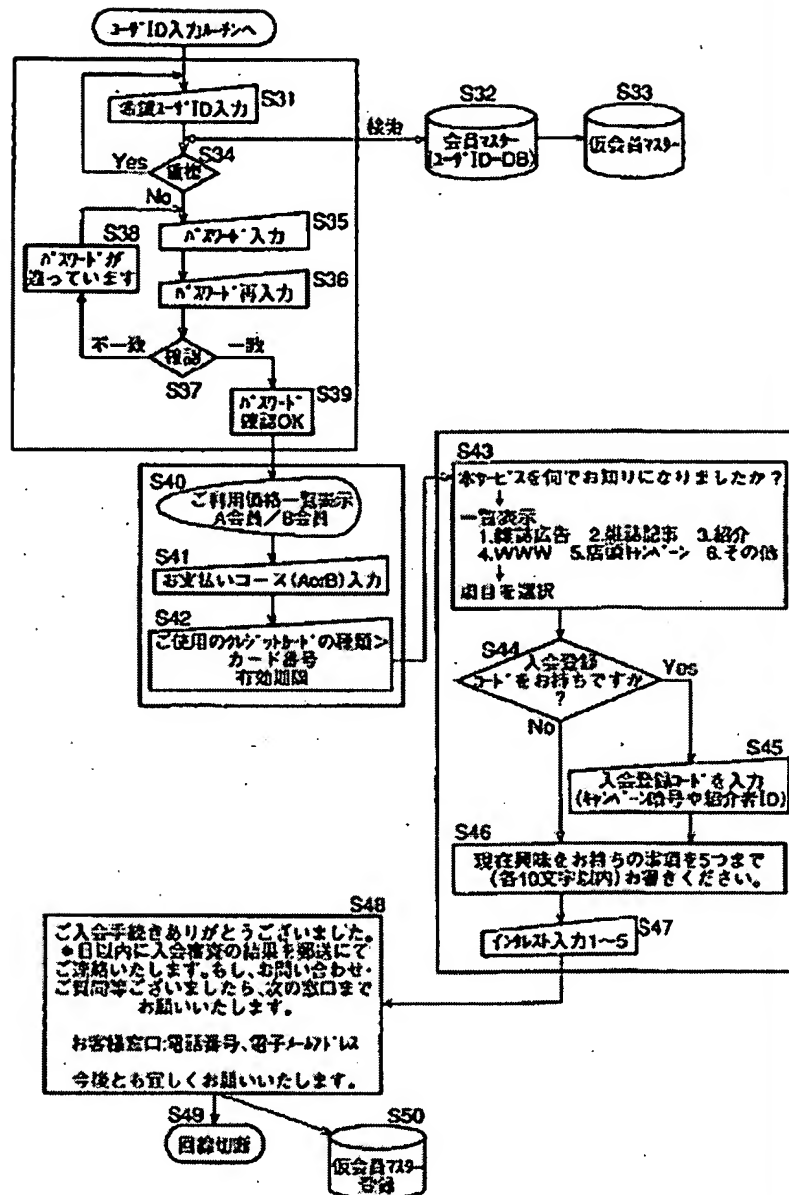 ユーザID入力ルーチンへ
S31
希望ユーザID入力
S32
会員マスター
(ユーザID-DB)
S33
仮会員マスター
検索
S34
Yes
重複
No
S35
パスワード入力
S38
パスワードが
違っています
S36
パスワード再入力
不一致
確認
一致
S37
S39
パスワード
確認OK
S40
ご利用価格一覧表示
A会員/B会員
S41
お支払いコース(AorB)入力
S42
ご使用のクレジットカードの種類>
カード番号
有効期限
S43
本サービスを何でお知りになりましたか?
一覧表示
1.雑誌広告 2.雑誌記事 3.紹介
4.WWW 5.店頭キャンペーン 6.その他
項目を選択
S44
入会登録
コードをお持ちですか
?
Yes
No
S45
入会登録コードを入力
(キャンペーン番号や紹介者ID)
S46
現在興味をお持ちの事項を5つまで
(各10文字以内)お書きください。
S47
インタレスト入力1~5
S48
ご入会手続きありがとうございました。
*日以内に入会審査の結果を郵送にて
ご連絡いたします。もし、お問い合わせ・
ご質問等ございましたら、次の窓口まで
お願いいたします。
お客様窓口:電話番号、電子メールアドレス
今後とも宜しくお願いいたします。
S49
回線切断
S50
仮会員マスター
登録